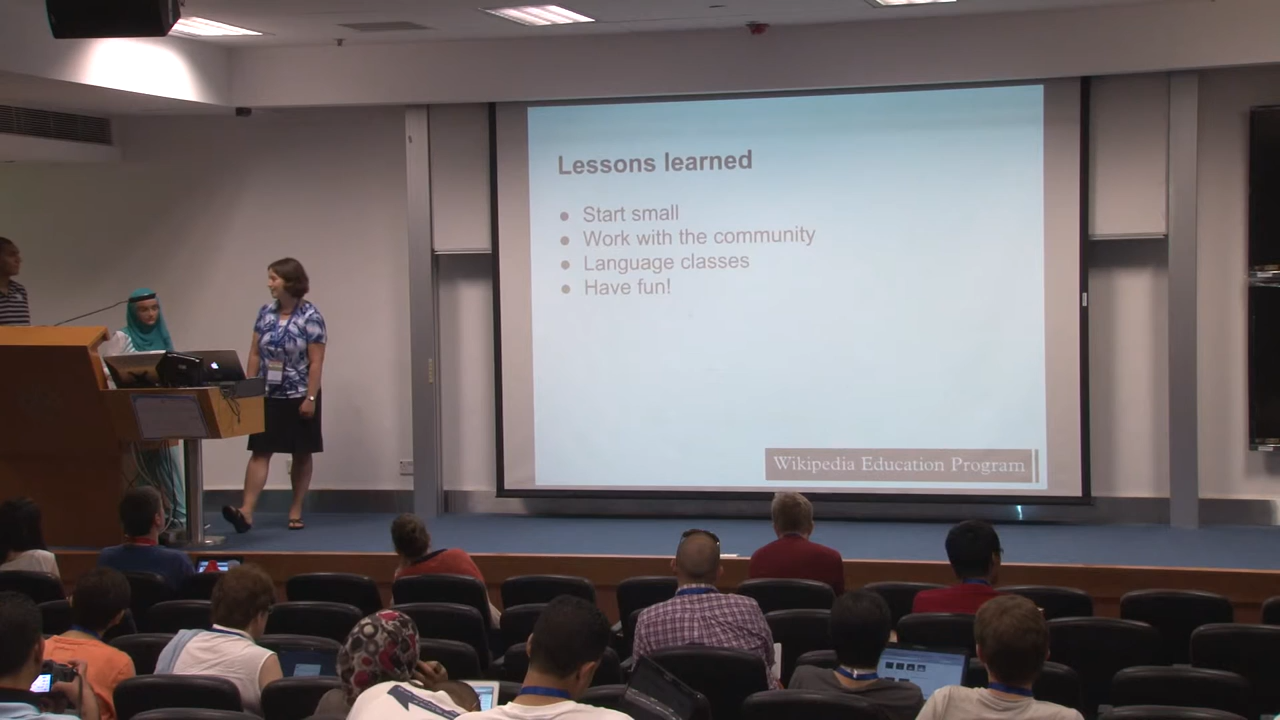 Lessons learned
● Start small
● Work with the community
● Language classes
● Have fun!
Wikipedia Education Program